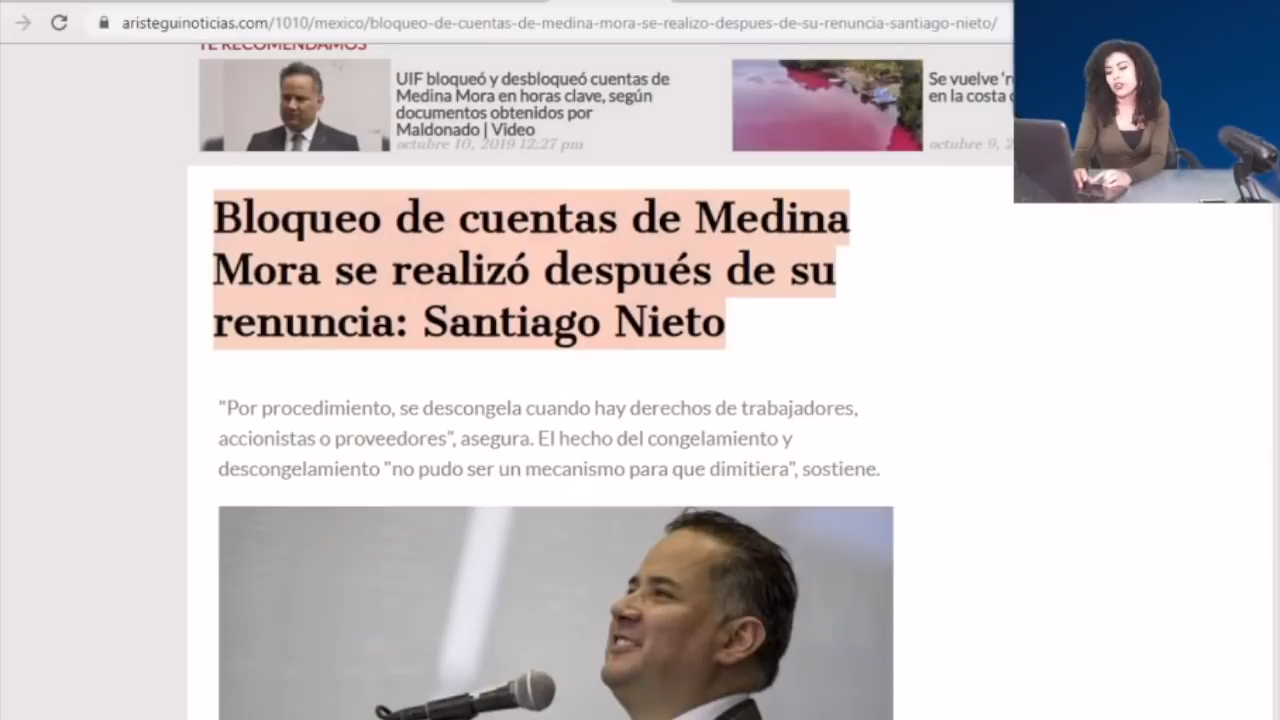 aristeguinoticias.com/1010/mexico/bloqueo-de-cuentas-de-medina-mora-se-realizo-despues-de-su-renuncia-santiago-nieto/
TE RECOMENDAMOS
UIF bloqueó y desbloqueó cuentas de
Medina Mora en horas clave, según
documentos obtenidos por
Maldonado | Video
octubre 10, 2019 12:27 pm
Se vuelve
en la costa
octubre 9,
Bloqueo de cuentas de Medina
Mora se realizó después de su
renuncia: Santiago Nieto
"Por procedimiento, se descongela cuando hay derechos de trabajadores,
accionistas o proveedores", asegura. El hecho del congelamiento y
descongelamiento "no pudo ser un mecanismo para que dimitiera", sostiene.